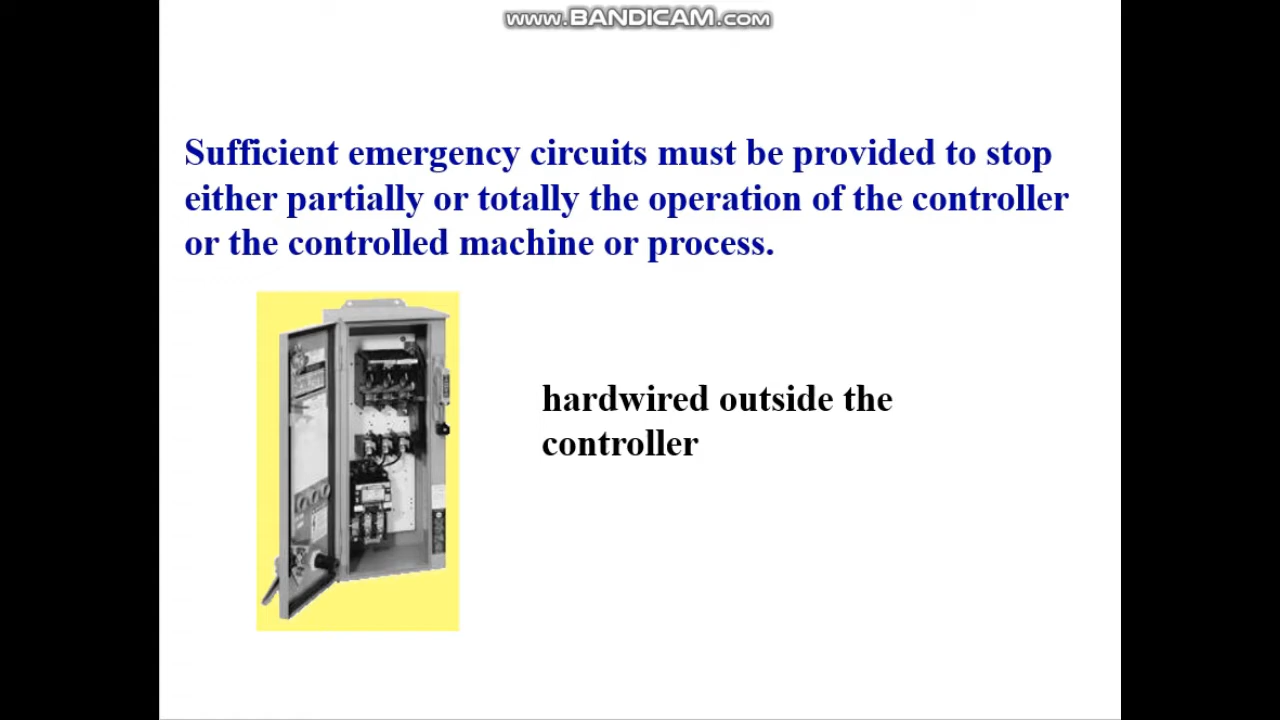 www.BANDICAM.com
Sufficient emergency circuits must be provided to stop
either partially or totally the operation of the controller
or the controlled machine or process.
hardwired outside the
controller